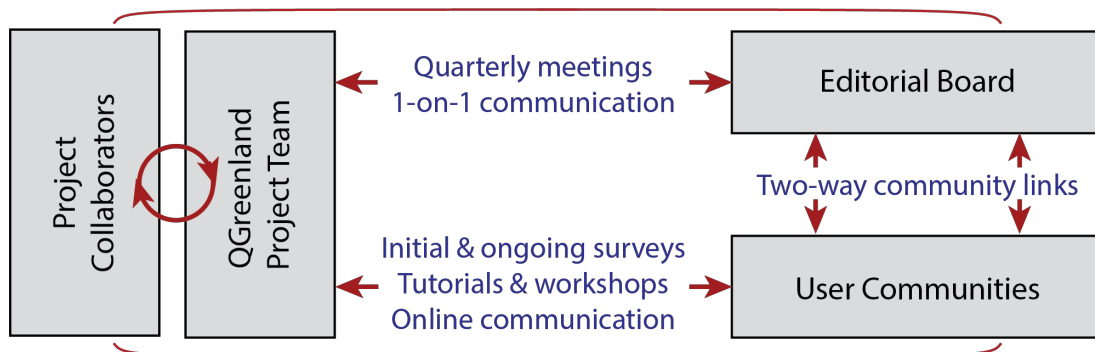 Project
Collaborators
QGreenland
Project Team
Quarterly meetings
1-on-1 communication
Editorial Board
Two-way community links
Initial & ongoing surveys
Tutorials & workshops
Online communication
User Communities